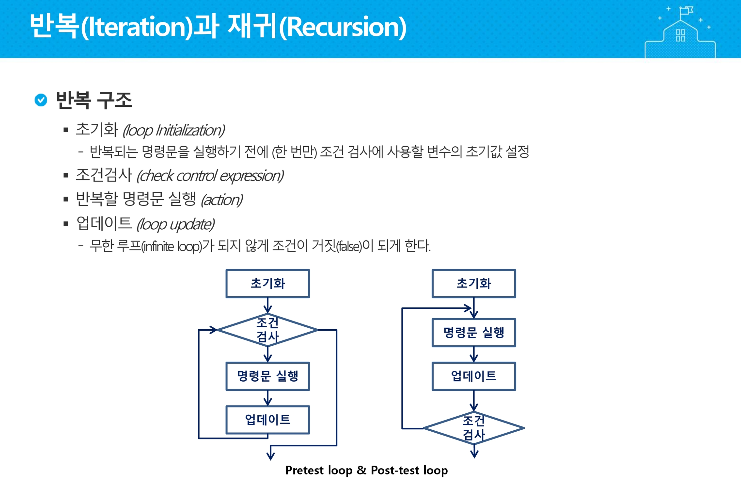 반복(Iteration)과 재귀(Recursion)
반복 구조
▪ 초기화 (loop Initialization)
- 반복되는 명령문을 실행하기 전에 (한 번만) 조건 검사에 사용할 변수의 초기값 설정
▪ 조건검사 (check control expression)
▪ 반복할 명령문 실행 (action)
▪ 업데이트 (loop update)
- 무한 루프(infinite loop)가 되지 않게 조건이 거짓(false)이 되게 한다.
초기화
조건
검사
명령문 실행
업데이트
초기화
명령문 실행
업데이트
조건
검사
Pretest loop & Post-test loop